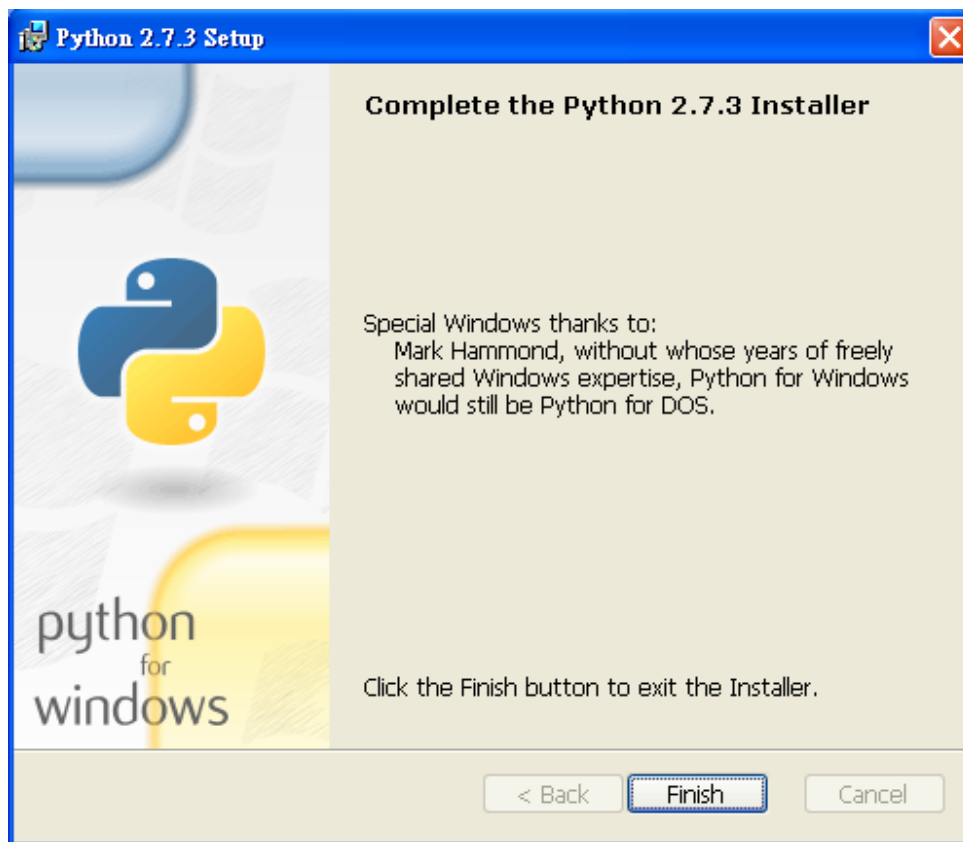 Python 2.7.3 Setup
Complete the Python 2.7.3 Installer
Special Windows thanks to:
Mark Hammond, without whose years of freely
shared Windows expertise, Python for Windows
would still be Python for DOS.
python
for
windows
Click the Finish button to exit the Installer.
< Back
Finish
Cancel